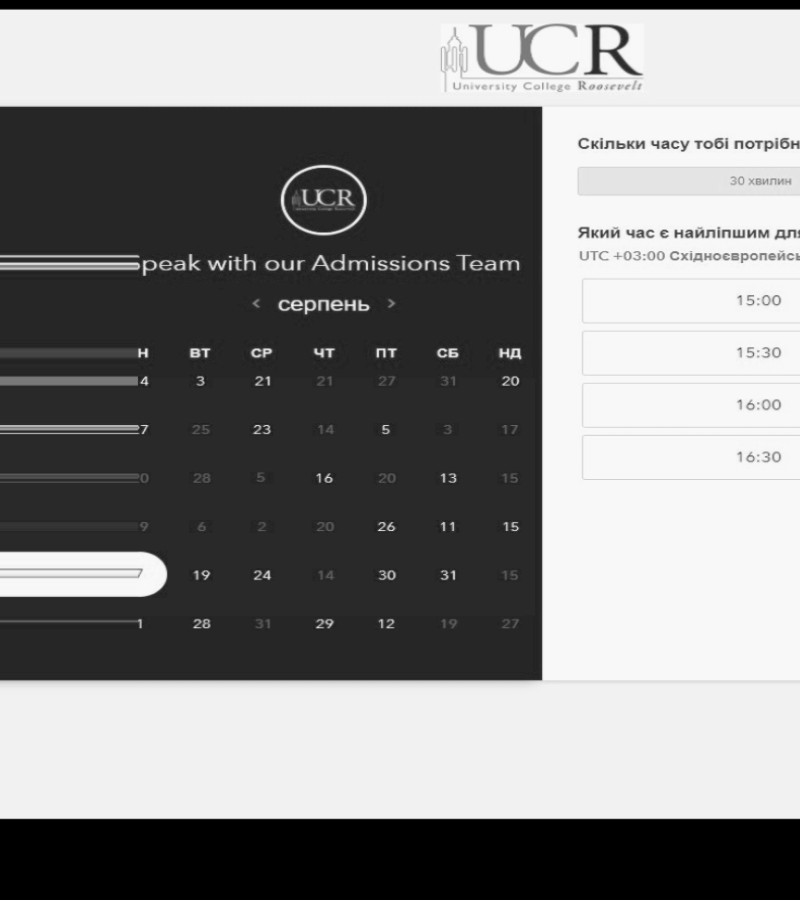 UCR
University College Roosevelt
UCR
peak with our Admissions Team
< серпень >
Н ВТ СР ЧТ ПТ СБ НД
4 3 21 21 27 31 20
7 25 23 14 5 3 17
0 28 5 16 20 13 15
9 6 2 20 26 11 15
19 24 14 30 31 15
1 28 31 29 12 19 27
Скільки часу тобі потрібн
30 хвилин
Який час є найліпшим для
UTC +03:00 Східноєвропейсь
15:00
15:30
16:00
16:30